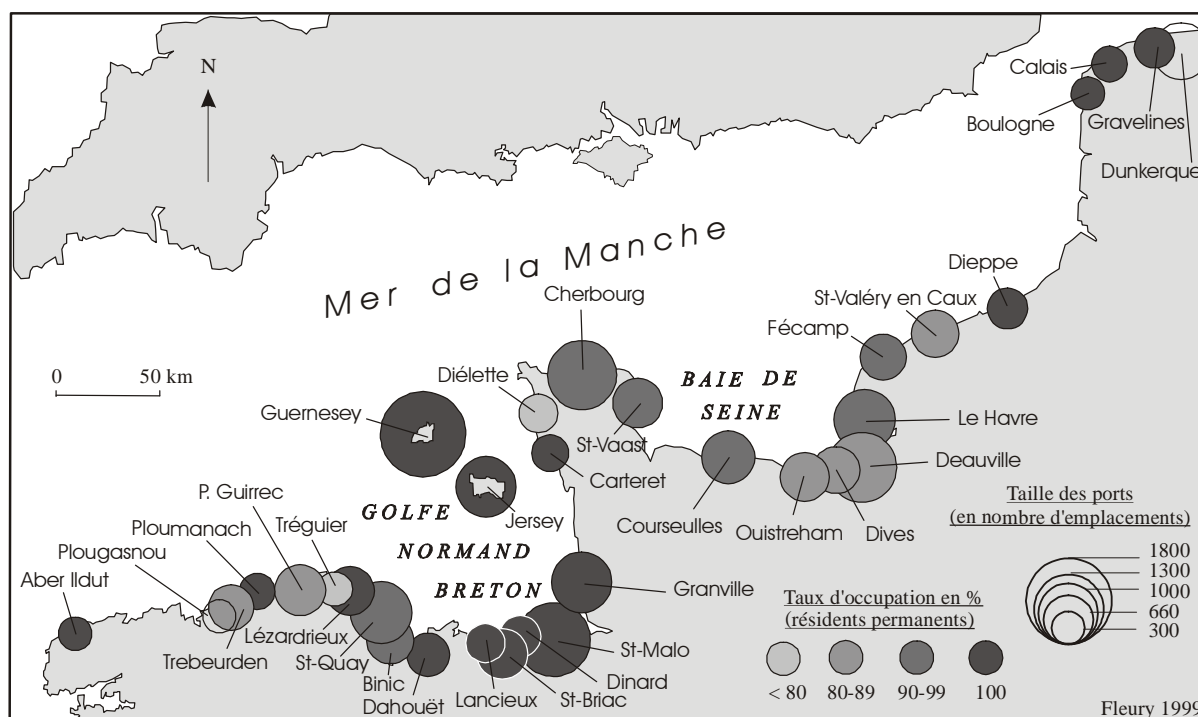 N
Calais
Boulogne
Gravelines
Dunkerque
Mer de la Manche
Dieppe
St-Valéry en Caux
Fécamp
Cherbourg
0 50 km
Diélette
BAIE DE
SEINE
Guernesey
St-Vaast
Le Havre
Carteret
Deauville
P. Guirrec
Jersey
Courseulles
Ouistreham
Dives
Tréguier
GOLFE
NORMAND
BRETON
Ploumanach
Plougasnou
Aber Ildut
Granville
Lézardrieux
Trebeurden
St-Quay
Binic
Dahouët
Lancieux
St-Briac
Dinard
St-Malo
Taille des ports
(en nombre d'emplacements)
1800
1300
1000
660
300
Taux d'occupation en %
(résidents permanents)
< 80 80-89 90-99 100
Fleury 1999